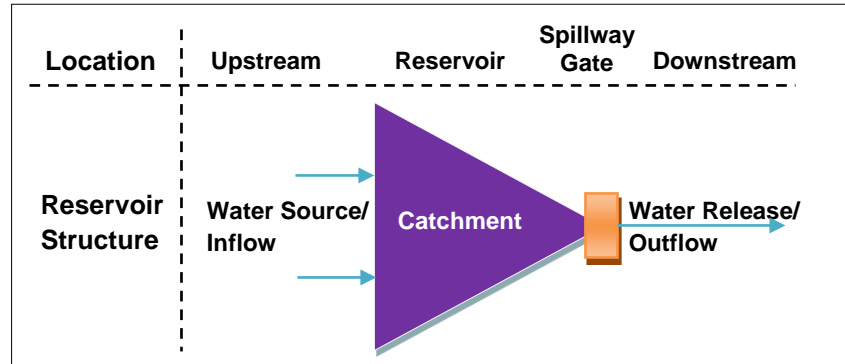 Location
Upstream
Reservoir
Spillway
Gate
Downstream
Reservoir
Structure
Water Source/
Inflow
Catchment
Water Release/
Outflow